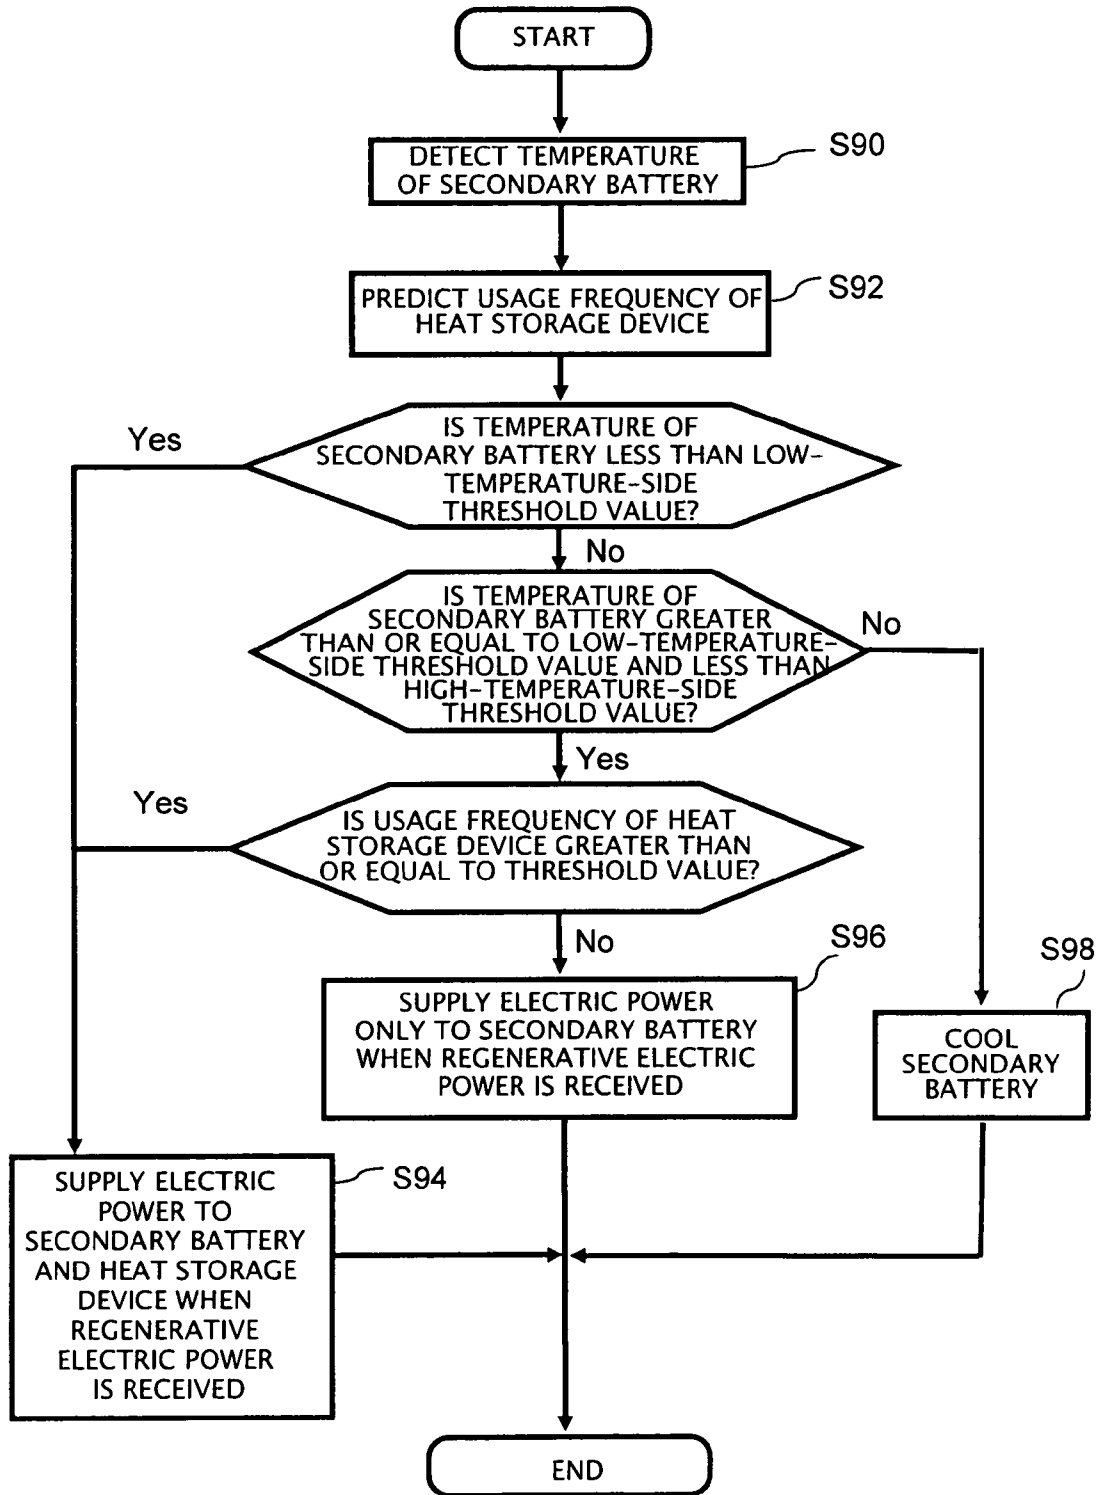 START
DETECT TEMPERATURE
OF SECONDARY BATTERY
S90
PREDICT USAGE FREQUENCY OF
HEAT STORAGE DEVICE
S92
Yes
IS TEMPERATURE OF
SECONDARY BATTERY LESS THAN LOW-
TEMPERATURE-SIDE
THRESHOLD VALUE?
No
IS TEMPERATURE OF
SECONDARY BATTERY GREATER
THAN OR EQUAL TO LOW-TEMPERATURE-
SIDE THRESHOLD VALUE AND LESS THAN
HIGH-TEMPERATURE-SIDE
THRESHOLD VALUE?
No
Yes
Yes
IS USAGE FREQUENCY OF HEAT
STORAGE DEVICE GREATER THAN
OR EQUAL TO THRESHOLD VALUE?
No
S96
SUPPLY ELECTRIC POWER
ONLY TO SECONDARY BATTERY
WHEN REGENERATIVE ELECTRIC
POWER IS RECEIVED
S98
COOL
SECONDARY
BATTERY
S94
SUPPLY ELECTRIC
POWER TO
SECONDARY BATTERY
AND HEAT STORAGE
DEVICE WHEN
REGENERATIVE
ELECTRIC POWER
IS RECEIVED
END